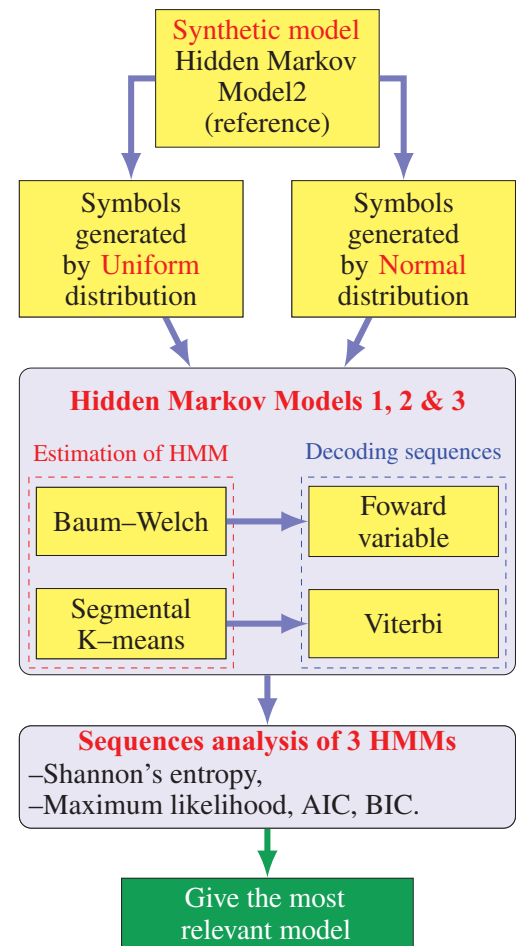 Synthetic model
Hidden Markov
Model2
(reference)
Symbols
generated
by Uniform
distribution
Symbols
generated
by Normal
distribution
Hidden Markov Models 1, 2 & 3
Estimation of HMM
Decoding sequences
Baum–Welch
Foward
variable
Segmental
K–means
Viterbi
Sequences analysis of 3 HMMs
–Shannon's entropy,
–Maximum likelihood, AIC, BIC.
Give the most
relevant model